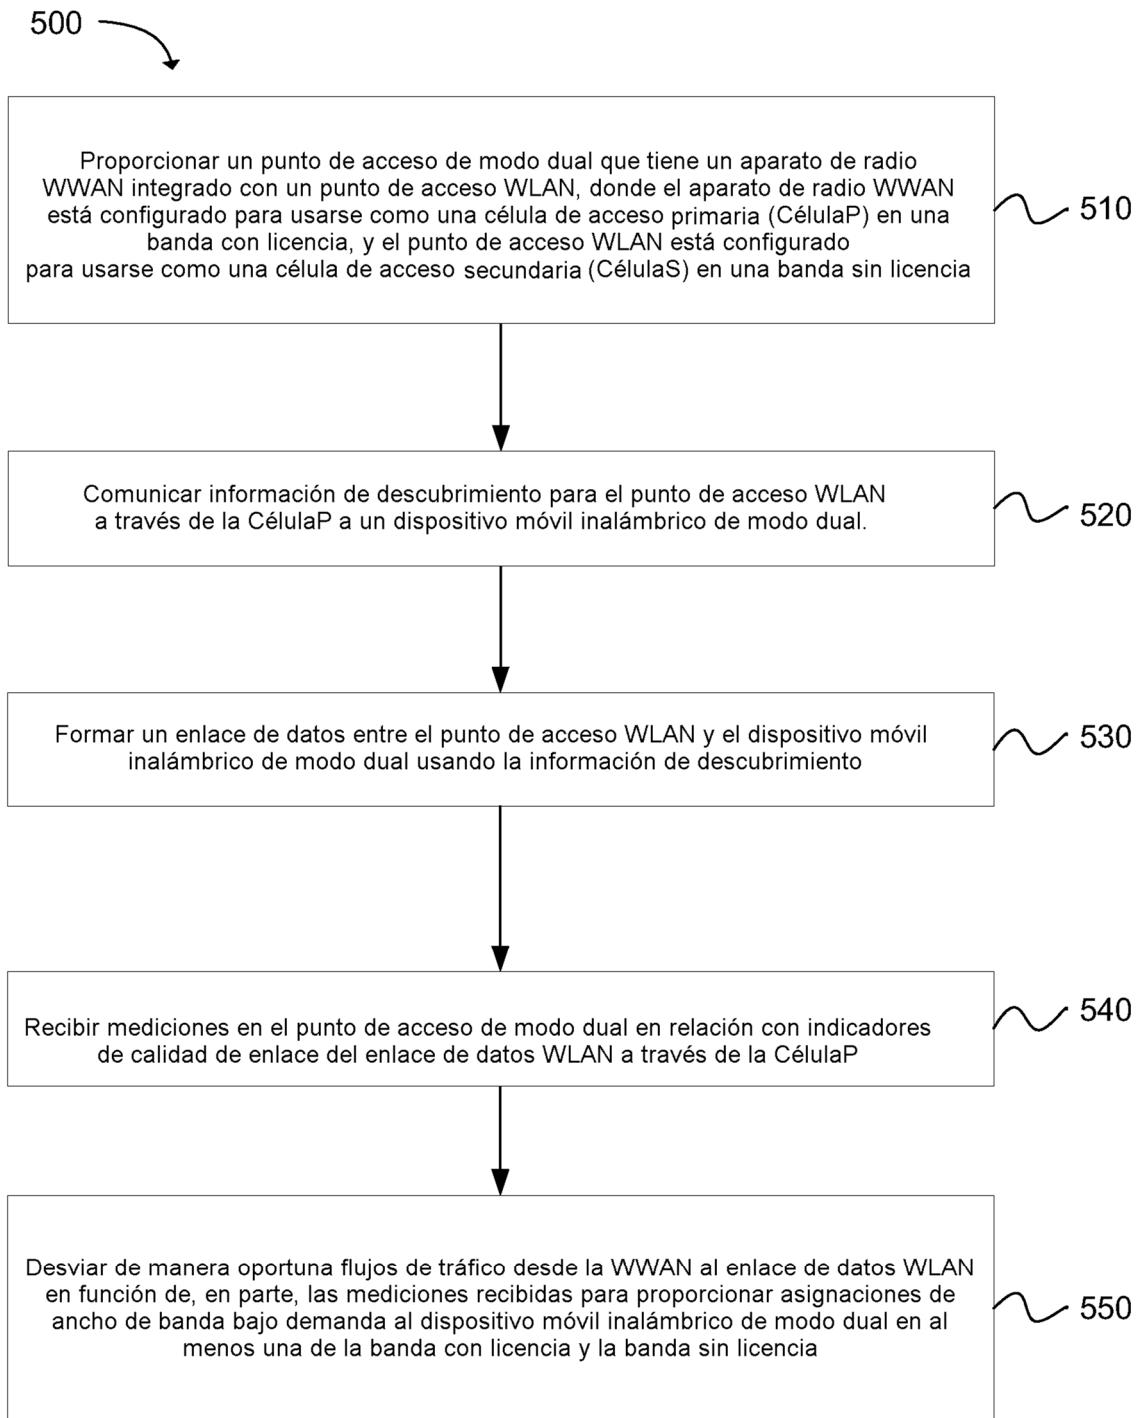 500
Proporcionar un punto de acceso de modo dual que tiene un aparato de radio
WWAN integrado con un punto de acceso WLAN, donde el aparato de radio WWAN
está configurado para usarse como una célula de acceso primaria (CélulaP) en una
banda con licencia, y el punto de acceso WLAN está configurado
para usarse como una célula de acceso secundaria (CélulaS) en una banda sin licencia
510
Comunicar información de descubrimiento para el punto de acceso WLAN
a través de la CélulaP a un dispositivo móvil inalámbrico de modo dual.
520
Formar un enlace de datos entre el punto de acceso WLAN y el dispositivo móvil
inalámbrico de modo dual usando la información de descubrimiento
530
Recibir mediciones en el punto de acceso de modo dual en relación con indicadores
de calidad de enlace del enlace de datos WLAN a través de la CélulaP
540
Desviar de manera oportuna flujos de tráfico desde la WWAN al enlace de datos WLAN
en función de, en parte, las mediciones recibidas para proporcionar asignaciones de
ancho de banda bajo demanda al dispositivo móvil inalámbrico de modo dual en al
menos una de la banda con licencia y la banda sin licencia
550